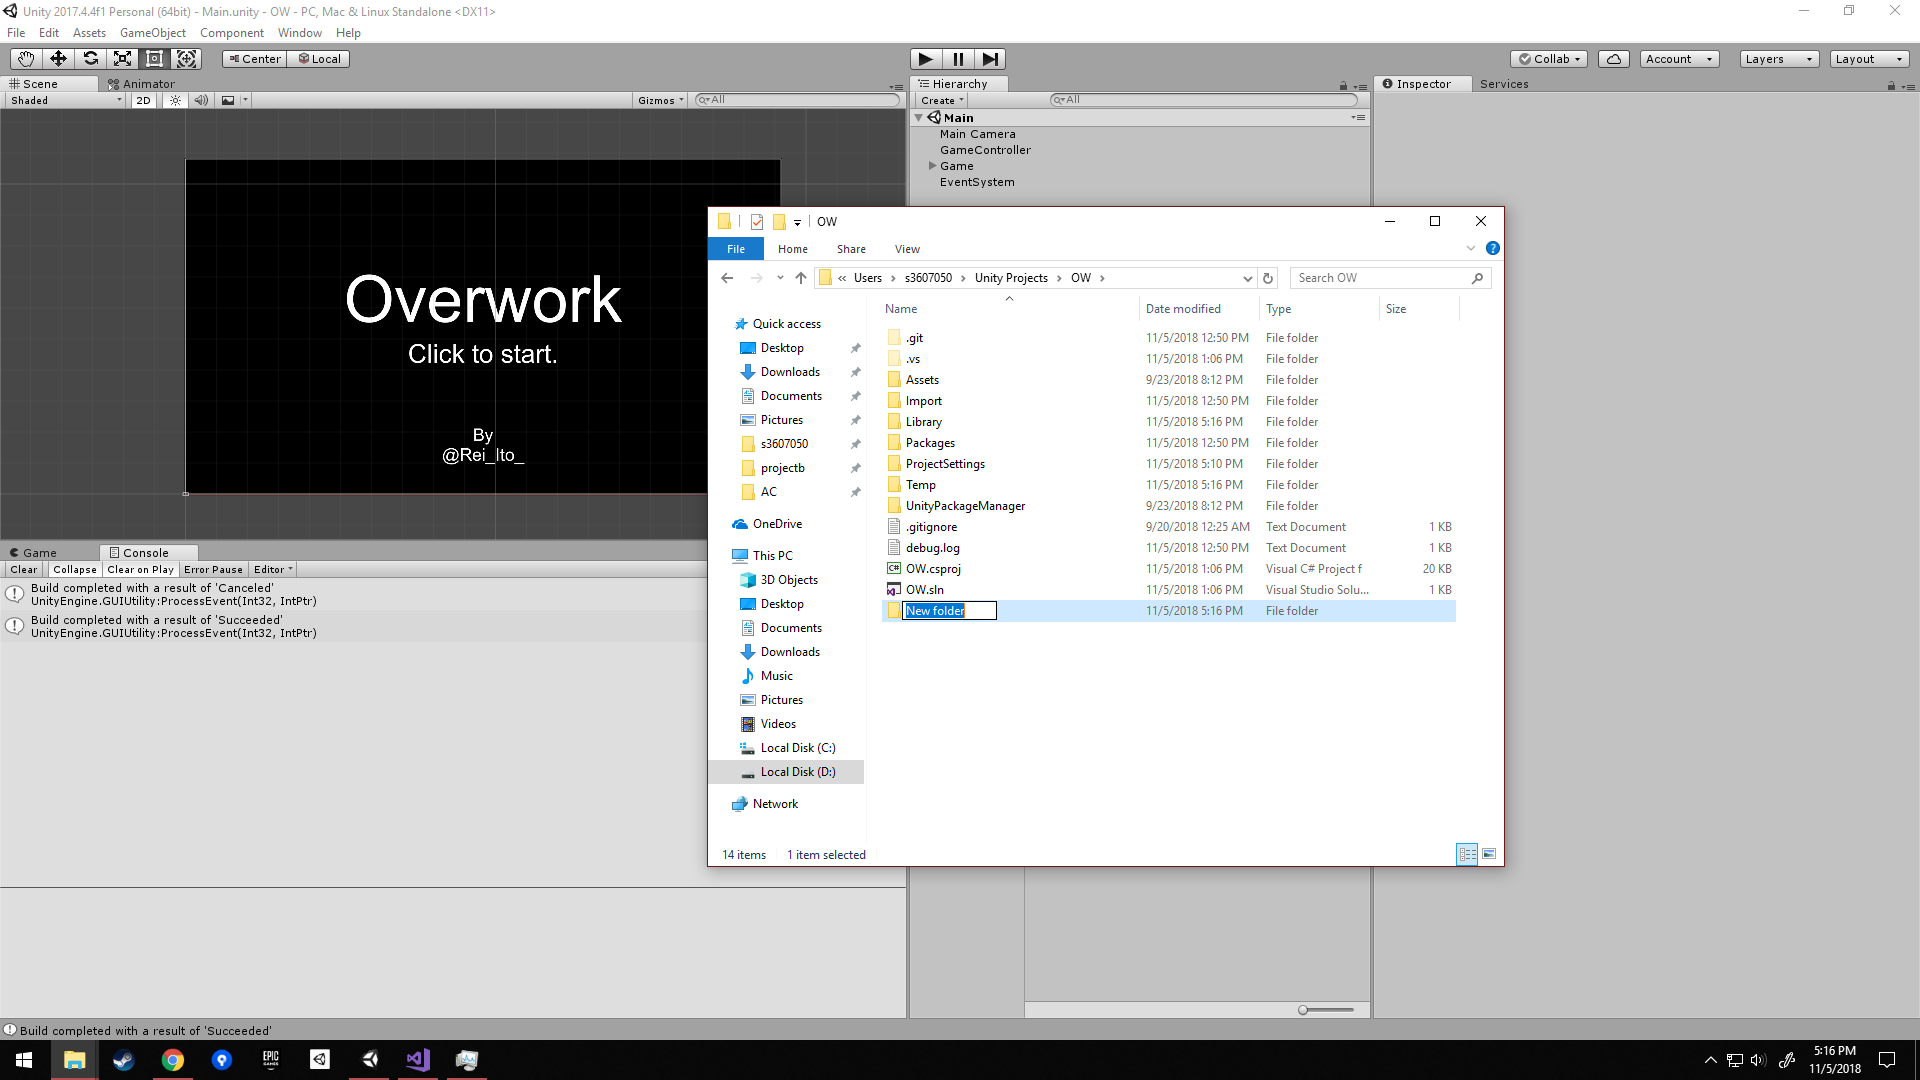 Unity 2017.4.4f1 Personal (64bit) - Main.unity - OW - PC, Mac & Linux Standalone <DX11>
File Edit Assets GameObject Component Window Help
Center Local
Collab Account Layers Layout
Scene Animator
Shaded 2D Gizmos All
Overwork
Click to start.
By
@Rei_Ito_
Hierarchy
Create All
Main
Main Camera
GameController
Game
EventSystem
Inspector Services
Game Console
Clear Collapse Clear on Play Error Pause Editor
Build completed with a result of 'Canceled'
UnityEngine.GUIUtility:ProcessEvent(Int32, IntPtr)
Build completed with a result of 'Succeeded'
UnityEngine.GUIUtility:ProcessEvent(Int32, IntPtr)
OW
File Home Share View
« Users › s3607050 › Unity Projects › OW ›
Search OW
Quick access
Desktop
Downloads
Documents
Pictures
s3607050
projectb
AC
OneDrive
This PC
3D Objects
Desktop
Documents
Downloads
Music
Pictures
Videos
Local Disk (C:)
Local Disk (D:)
Network
Name Date modified Type Size
.git 11/5/2018 12:50 PM File folder
.vs 11/5/2018 1:06 PM File folder
Assets 9/23/2018 8:12 PM File folder
Import 11/5/2018 12:50 PM File folder
Library 11/5/2018 5:16 PM File folder
Packages 11/5/2018 12:50 PM File folder
ProjectSettings 11/5/2018 5:10 PM File folder
Temp 11/5/2018 5:16 PM File folder
UnityPackageManager 9/23/2018 8:12 PM File folder
.gitignore 9/20/2018 12:25 AM Text Document 1 KB
debug.log 11/5/2018 12:50 PM Text Document 1 KB
OW.csproj 11/5/2018 1:06 PM Visual C# Project f 20 KB
OW.sln 11/5/2018 1:06 PM Visual Studio Solu... 1 KB
New folder 11/5/2018 5:16 PM File folder
14 items 1 item selected
Build completed with a result of 'Succeeded'
EPIC
GAMES
5:16 PM
11/5/2018